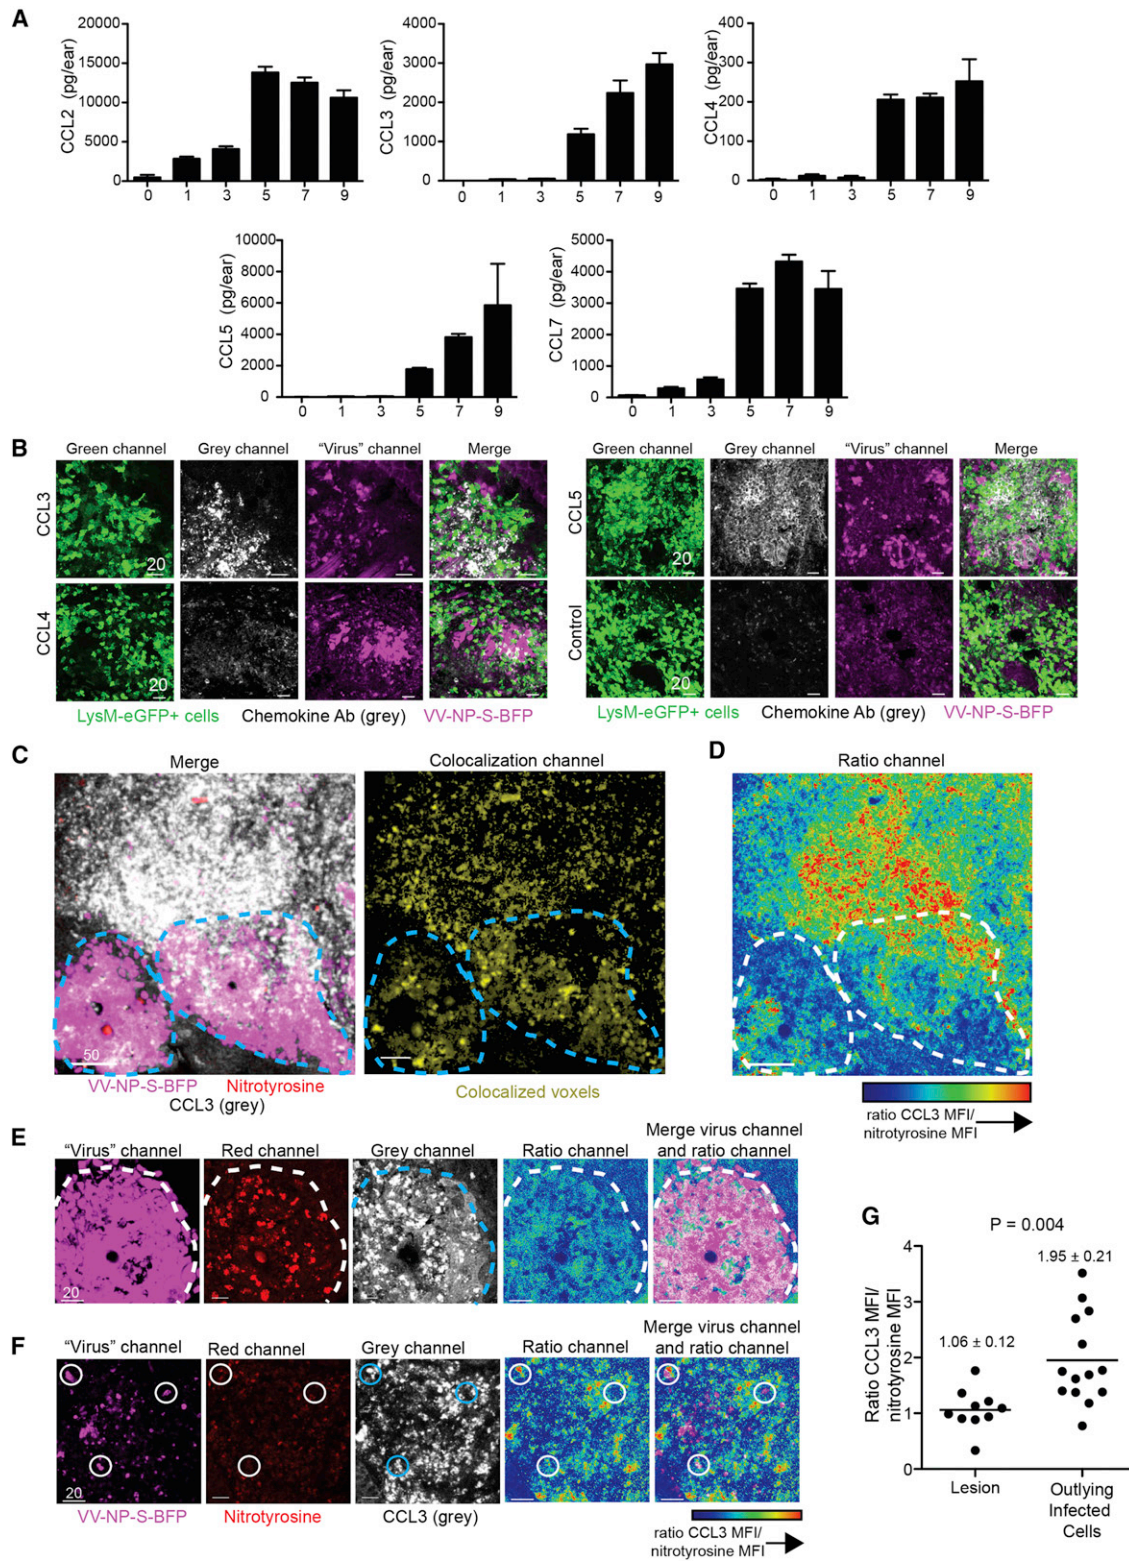 A
20000
15000
10000
5000
0
CCL2 (pg/ear)
0 1 3 5 7 9
4000
3000
2000
1000
0
CCL3 (pg/ear)
0 1 3 5 7 9
400
300
200
100
0
CCL4 (pg/ear)
0 1 3 5 7 9
10000
8000
6000
4000
2000
0
CCL5 (pg/ear)
0 1 3 5 7 9
5000
4000
3000
2000
1000
0
CCL7 (pg/ear)
0 1 3 5 7 9
B
Green channel Grey channel "Virus" channel Merge
CCL3
20
CCL4
20
LysM-eGFP+ cells Chemokine Ab (grey) VV-NP-S-BFP
Green channel Grey channel "Virus" channel Merge
CCL5
20
Control
20
LysM-eGFP+ cells Chemokine Ab (grey) VV-NP-S-BFP
C
Merge
50
VV-NP-S-BFP Nitrotyrosine
CCL3 (grey)
Colocalization channel
Colocalized voxels
D
Ratio channel
ratio CCL3 MFI/
nitrotyrosine MFI
E
"Virus" channel Red channel Grey channel Ratio channel Merge virus channel
and ratio channel
20
F
"Virus" channel Red channel Grey channel Ratio channel Merge virus channel
and ratio channel
20
VV-NP-S-BFP Nitrotyrosine CCL3 (grey)
ratio CCL3 MFI/
nitrotyrosine MFI
G
P = 0.004
1.95 ± 0.21
1.06 ± 0.12
4
3
2
1
0
Ratio CCL3 MFI/
nitrotyrosine MFI
Lesion Outlying
Infected
Cells